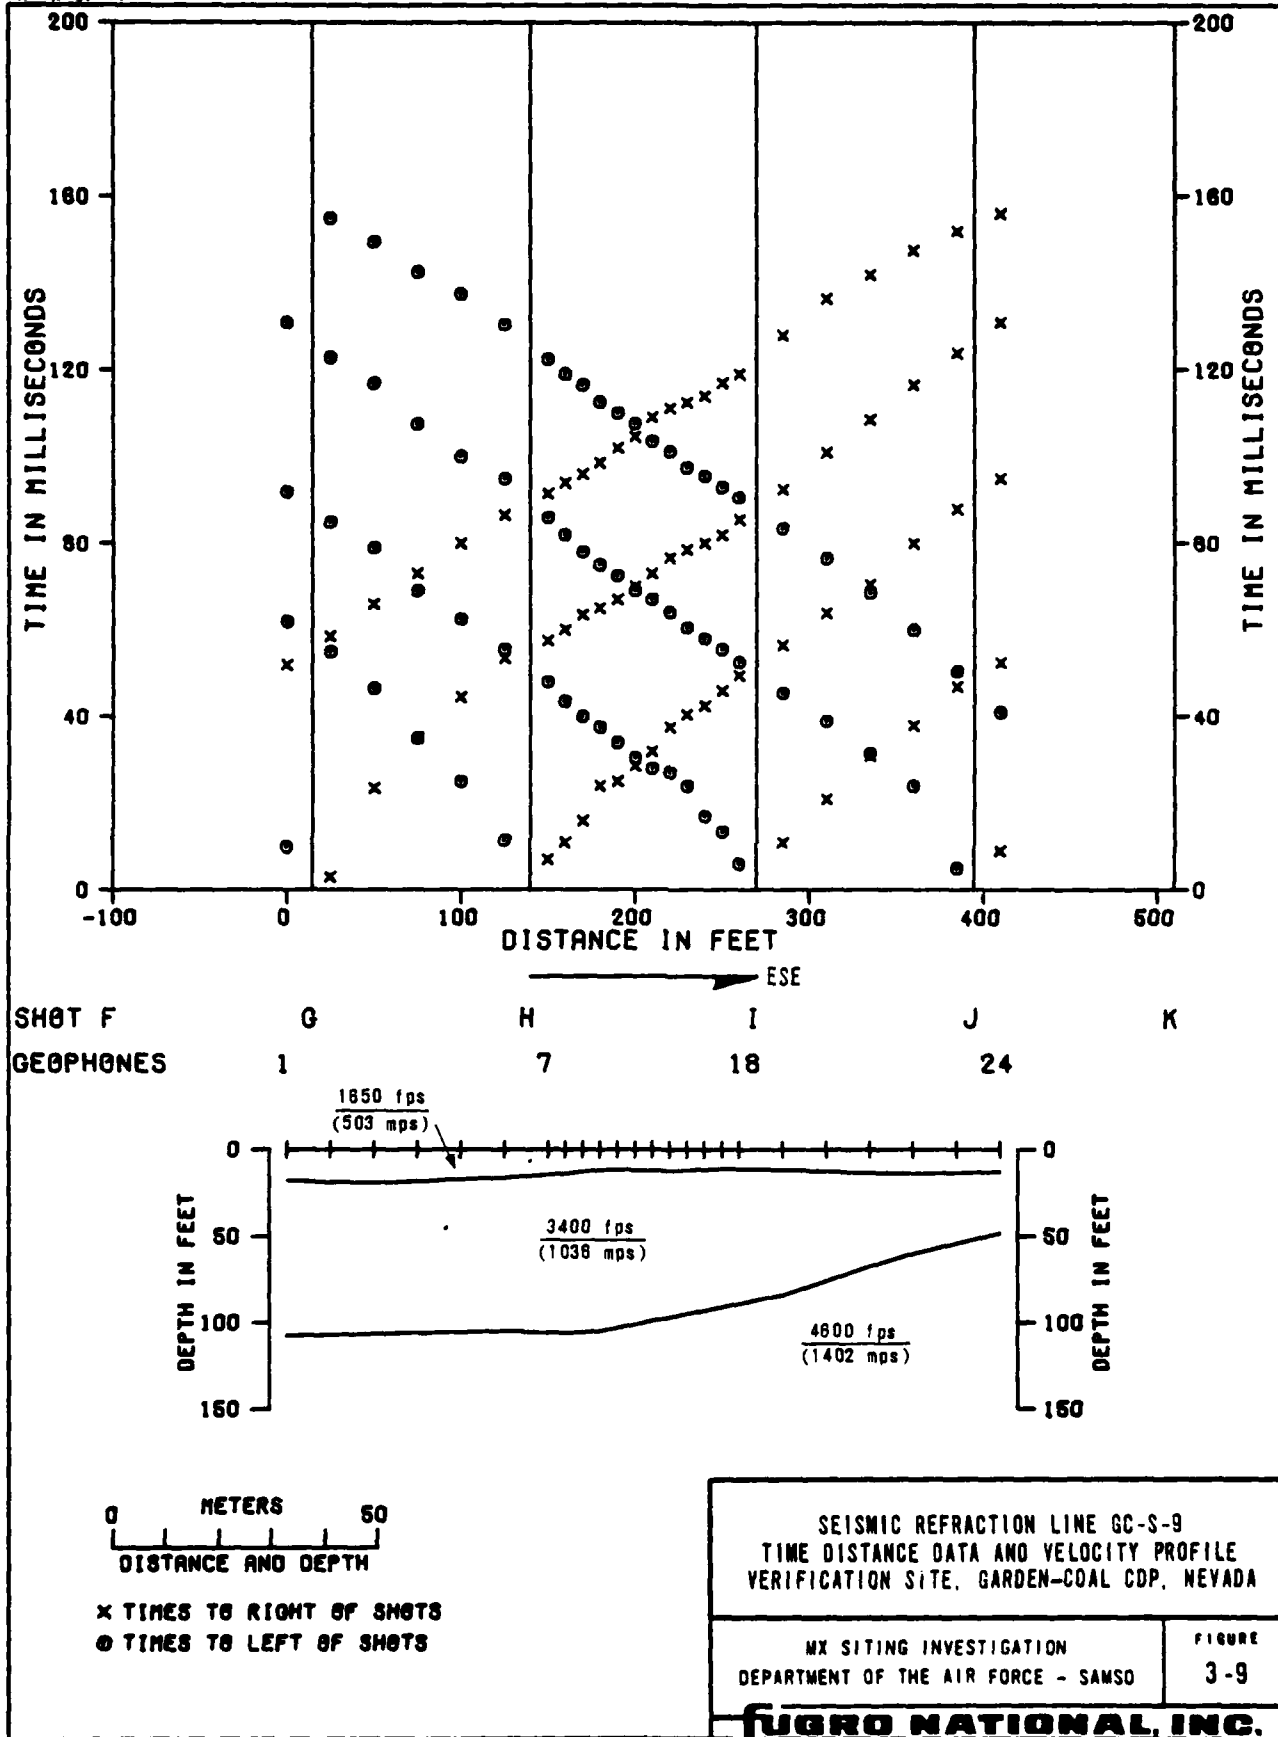 200
200
160
160
120
120
80
80
40
40
0
0
TIME IN MILLISECONDS
TIME IN MILLISECONDS
-100 0 100 200 300 400 500
DISTANCE IN FEET
ESE
SHOT F G H I J K
GEOPHONES 1 7 18 24
1650 fps
(503 mps)
0
0
3400 fps
(1036 mps)
50
50
100
100
4600 fps
(1402 mps)
150
150
DEPTH IN FEET
DEPTH IN FEET
METERS
0 50
DISTANCE AND DEPTH
× TIMES TO RIGHT OF SHOTS
O TIMES TO LEFT OF SHOTS
SEISMIC REFRACTION LINE GC-S-9
TIME DISTANCE DATA AND VELOCITY PROFILE
VERIFICATION SITE, GARDEN-COAL CDP, NEVADA
MX SITING INVESTIGATION
DEPARTMENT OF THE AIR FORCE - SAMSO
FIGURE
3-9
FUGRO NATIONAL, INC.